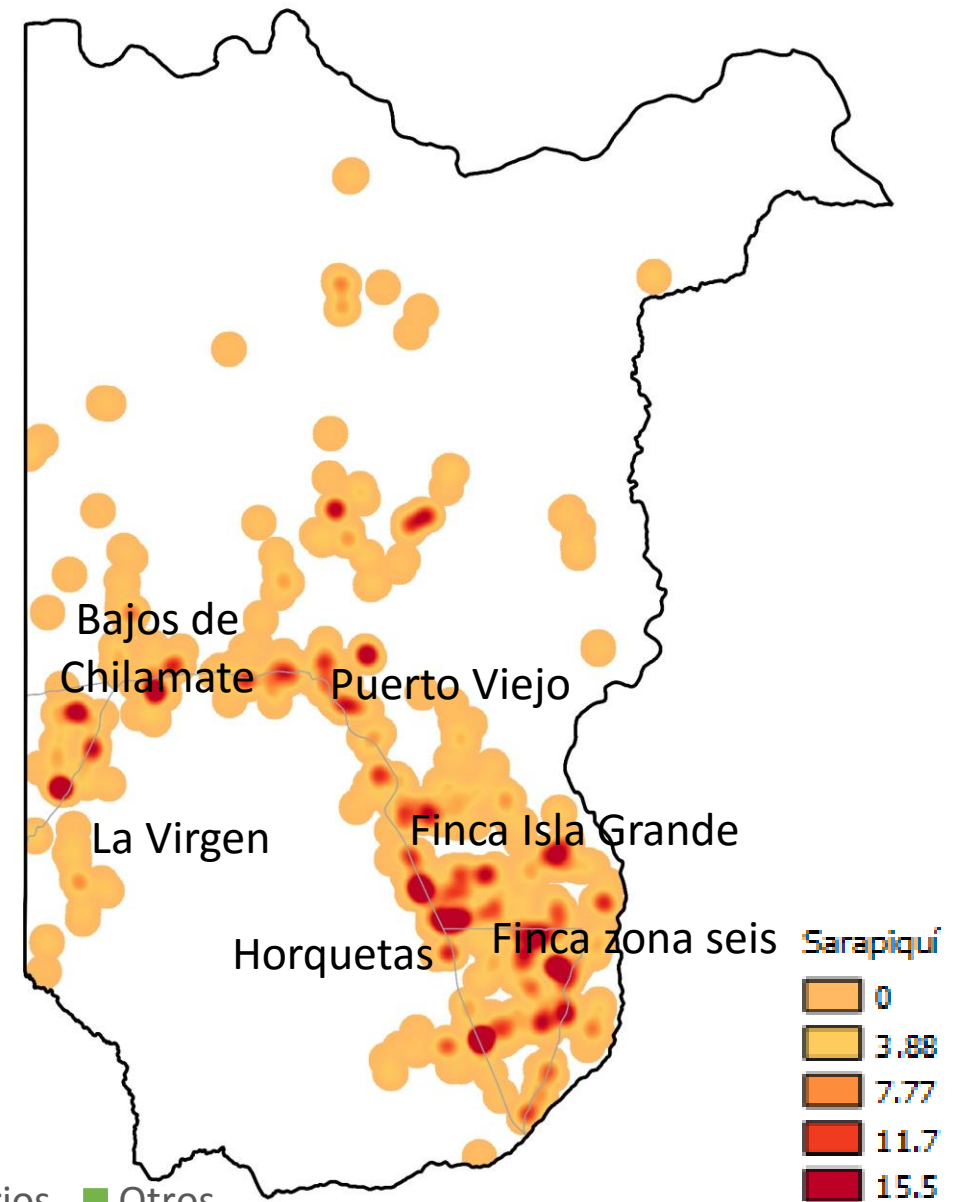 Bajos de
Chilamate
Puerto Viejo
La Virgen
Finca Isla Grande
Horquetas
Finca zona seis
Sarapiquí
0
3.88
7.77
11.7
15.5
Otros